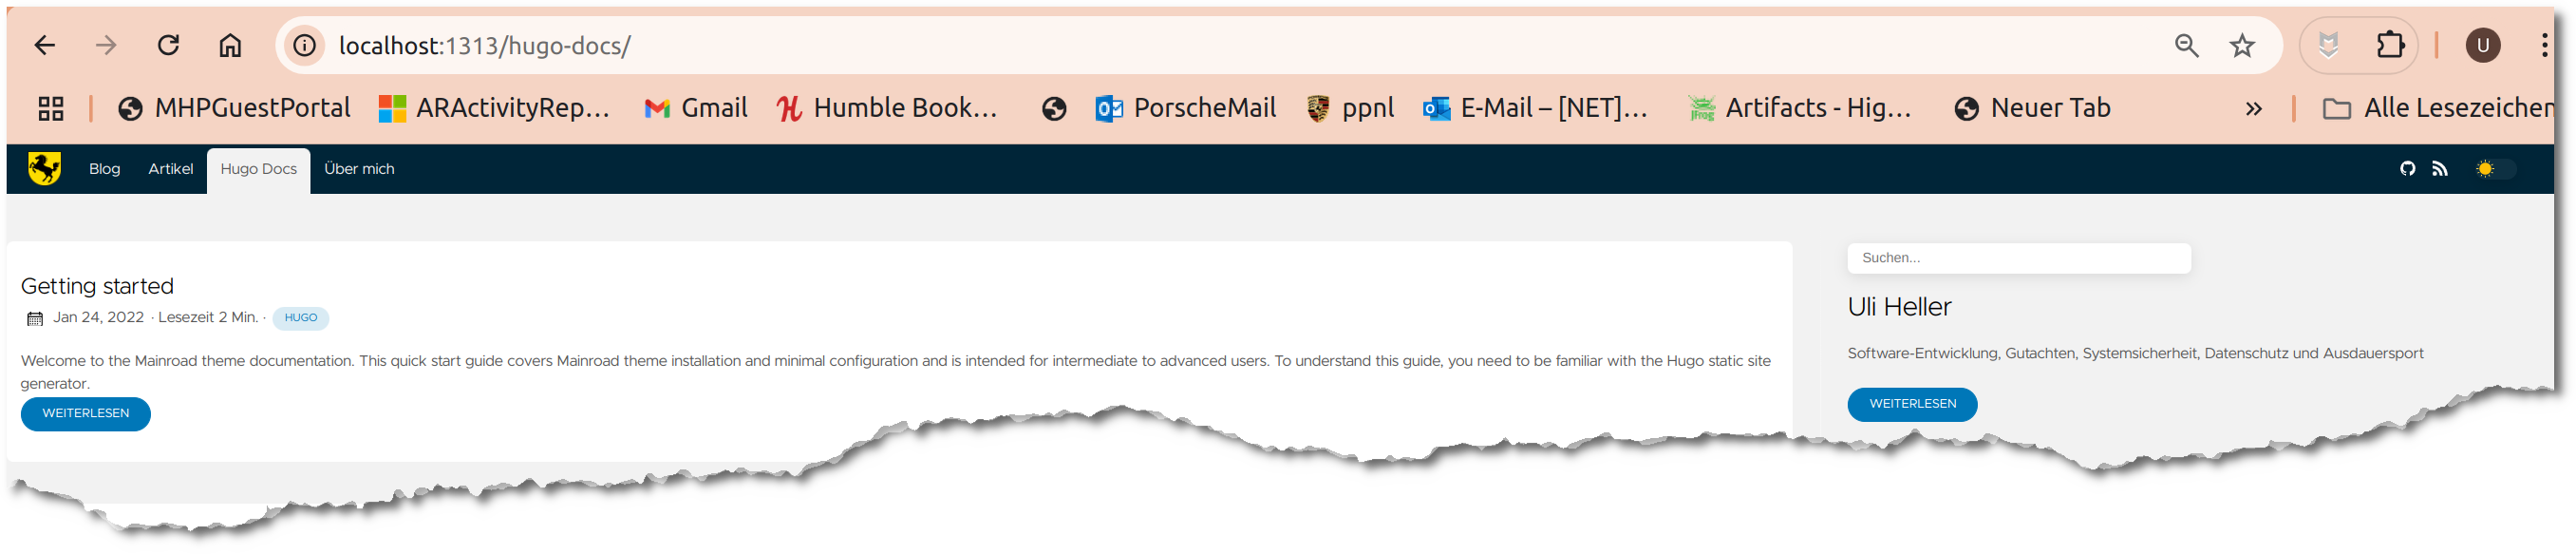 localhost:1313/hugo-docs/
U
MHPGuestPortal ARActivityRep... Gmail Humble Book... PorscheMail ppnl E-Mail – [NET]... JFrog Artifacts - Hig... Neuer Tab » Alle Lesezeichen
Blog Artikel Hugo Docs Über mich
Getting started
Jan 24, 2022 · Lesezeit 2 Min. · HUGO
Welcome to the Mainroad theme documentation. This quick start guide covers Mainroad theme installation and minimal configuration and is intended for intermediate to advanced users. To understand this guide, you need to be familiar with the Hugo static site
generator.
WEITERLESEN
Suchen...
Uli Heller
Software-Entwicklung, Gutachten, Systemsicherheit, Datenschutz und Ausdauersport
WEITERLESEN